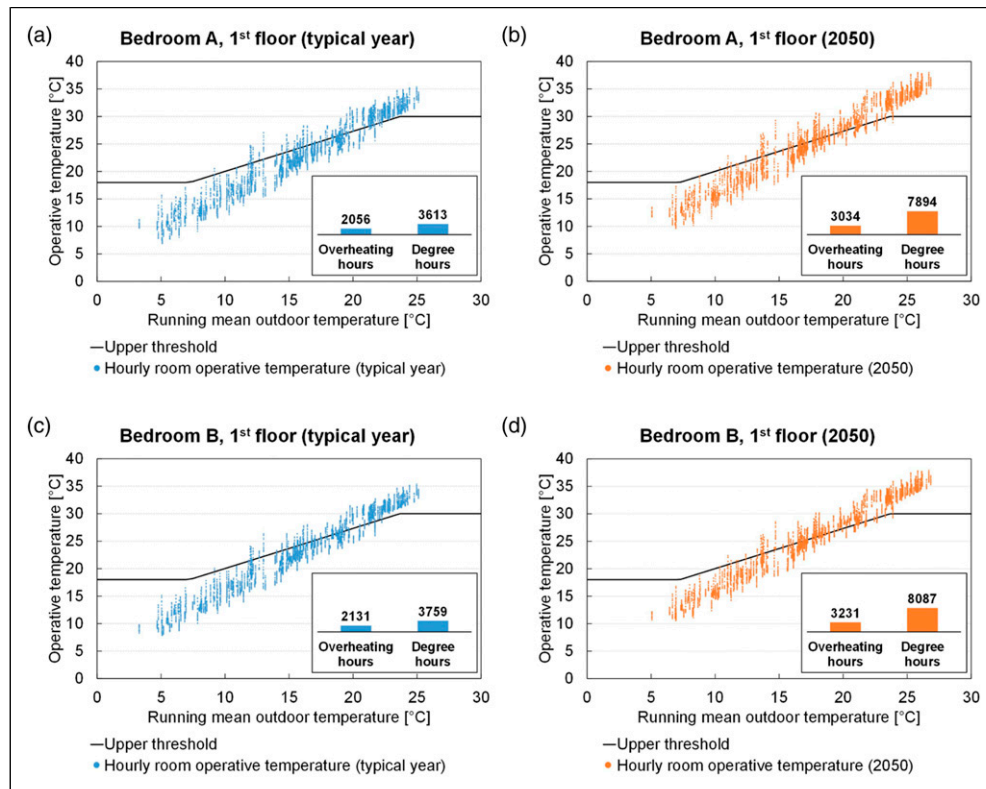 (a)
Bedroom A, 1st floor (typical year)
Operative temperature [°C]
40
35
30
25
20
15
10
5
0
2056
3613
Overheating hours
Degree hours
0 5 10 15 20 25 30
Running mean outdoor temperature [°C]
—Upper threshold
• Hourly room operative temperature (typical year)
(b)
Bedroom A, 1st floor (2050)
Operative temperature [°C]
40
35
30
25
20
15
10
5
0
3034
7894
Overheating hours
Degree hours
0 5 10 15 20 25 30
Running mean outdoor temperature [°C]
—Upper threshold
• Hourly room operative temperature (2050)
(c)
Bedroom B, 1st floor (typical year)
Operative temperature [°C]
40
35
30
25
20
15
10
5
0
2131
3759
Overheating hours
Degree hours
0 5 10 15 20 25 30
Running mean outdoor temperature [°C]
—Upper threshold
• Hourly room operative temperature (typical year)
(d)
Bedroom B, 1st floor (2050)
Operative temperature [°C]
40
35
30
25
20
15
10
5
0
3231
8087
Overheating hours
Degree hours
0 5 10 15 20 25 30
Running mean outdoor temperature [°C]
—Upper threshold
• Hourly room operative temperature (2050)